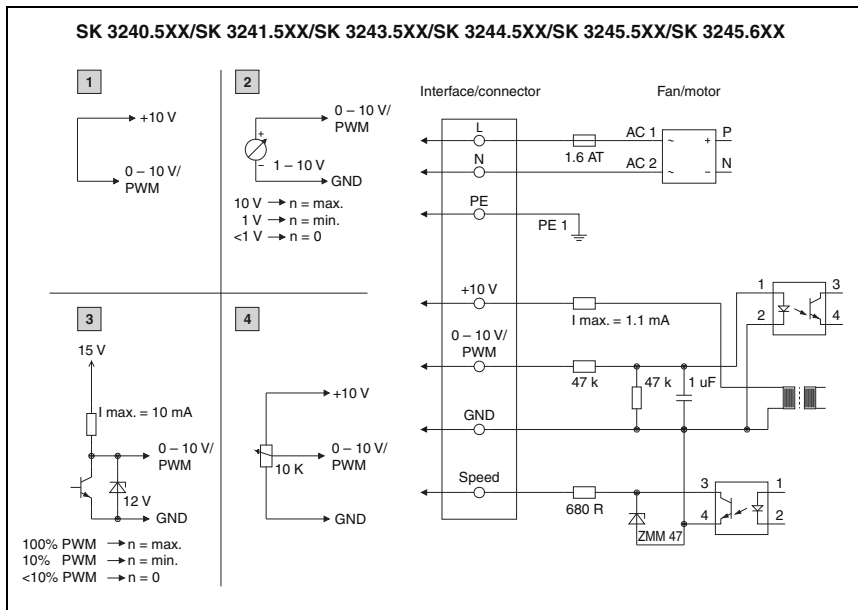 SK 3240.5XX/SK 3241.5XX/SK 3243.5XX/SK 3244.5XX/SK 3245.5XX/SK 3245.6XX
1
+10 V
0 – 10 V/
PWM
2
0 – 10 V/
PWM
+
–
1 – 10 V
GND
10 V → n = max.
1 V → n = min.
<1 V → n = 0
3
15 V
I max. = 10 mA
0 – 10 V/
PWM
12 V
GND
100% PWM → n = max.
10% PWM → n = min.
<10% PWM → n = 0
4
+10 V
0 – 10 V/
PWM
10 K
GND
Interface/connector
Fan/motor
L
1.6 AT
AC 1
~
+
P
N
AC 2
~
–
N
PE
PE 1
+10 V
I max. = 1.1 mA
1
2
3
4
0 – 10 V/
PWM
47 k
47 k
1 uF
GND
Speed
680 R
ZMM 47
3
4
1
2